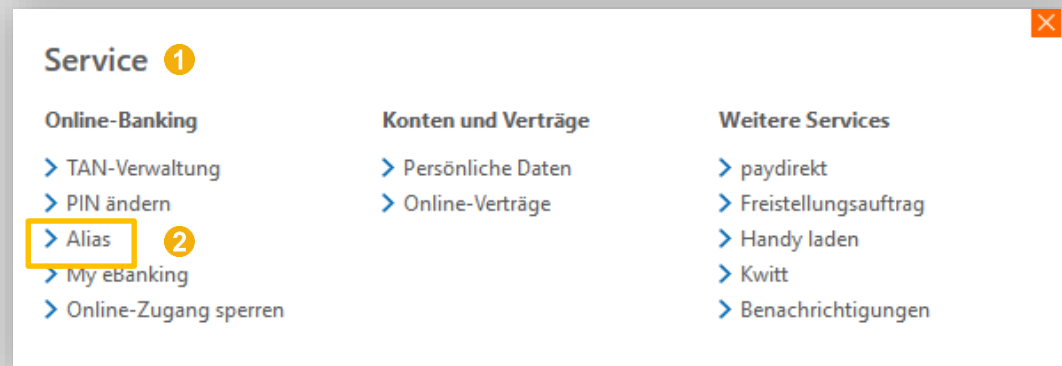 Service 1
Online-Banking
TAN-Verwaltung
PIN ändern
Alias 2
My eBanking
Online-Zugang sperren
Konten und Verträge
Persönliche Daten
Online-Verträge
Weitere Services
paydirekt
Freistellungsauftrag
Handy laden
Kwitt
Benachrichtigungen